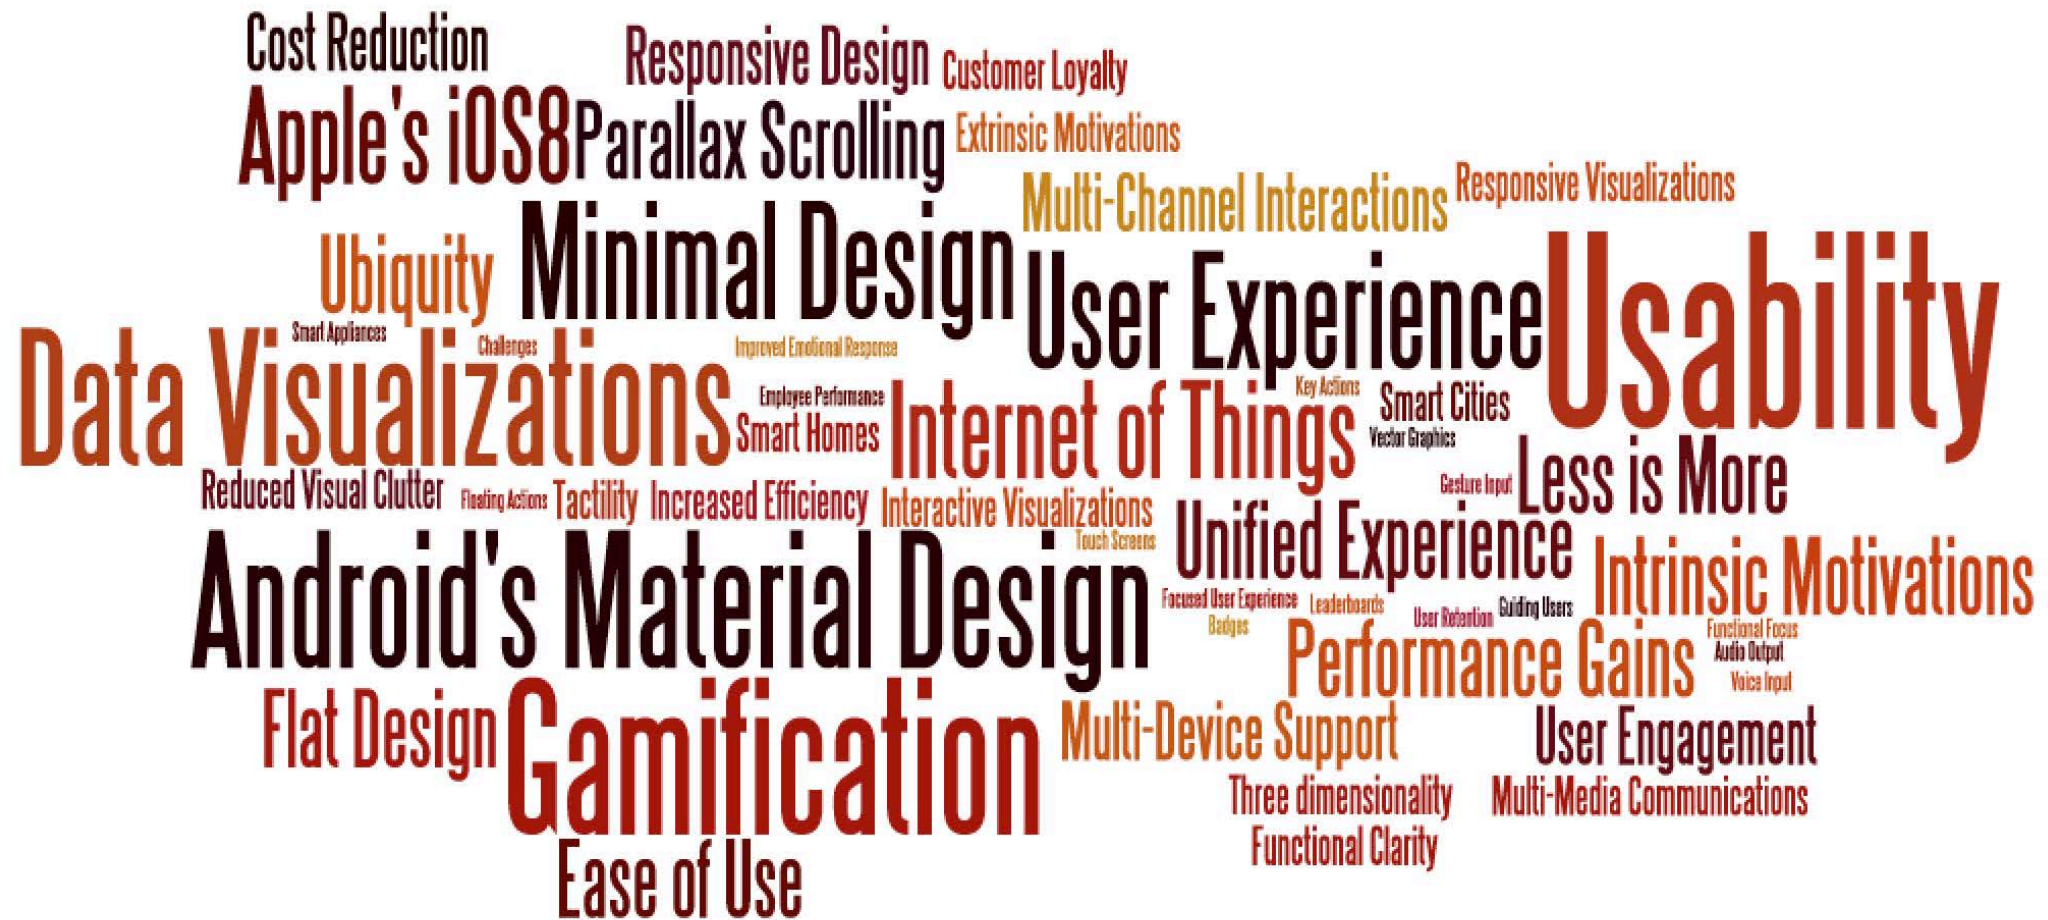 Cost Reduction
Responsive Design
Customer Loyalty
Apple's iOS8
Parallax Scrolling
Extrinsic Motivations
Multi-Channel Interactions
Responsive Visualizations
Ubiquity
Minimal Design
User Experience
Usability
Smart Appliances
Challenges
Improved Emotional Response
Data Visualizations
Employee Performance
Smart Homes
Internet of Things
Key Actions
Smart Cities
Vector Graphics
Less is More
Reduced Visual Clutter
Floating Actions
Tactility
Increased Efficiency
Interactive Visualizations
Gesture Input
Touch Screens
Unified Experience
Intrinsic Motivations
Android's Material Design
Focused User Experience
Leaderboards
User Retention
Guiding Users
Badges
Performance Gains
Functional Focus
Audio Output
Voice Input
Flat Design
Gamification
Multi-Device Support
User Engagement
Three dimensionality
Multi-Media Communications
Functional Clarity
Ease of Use